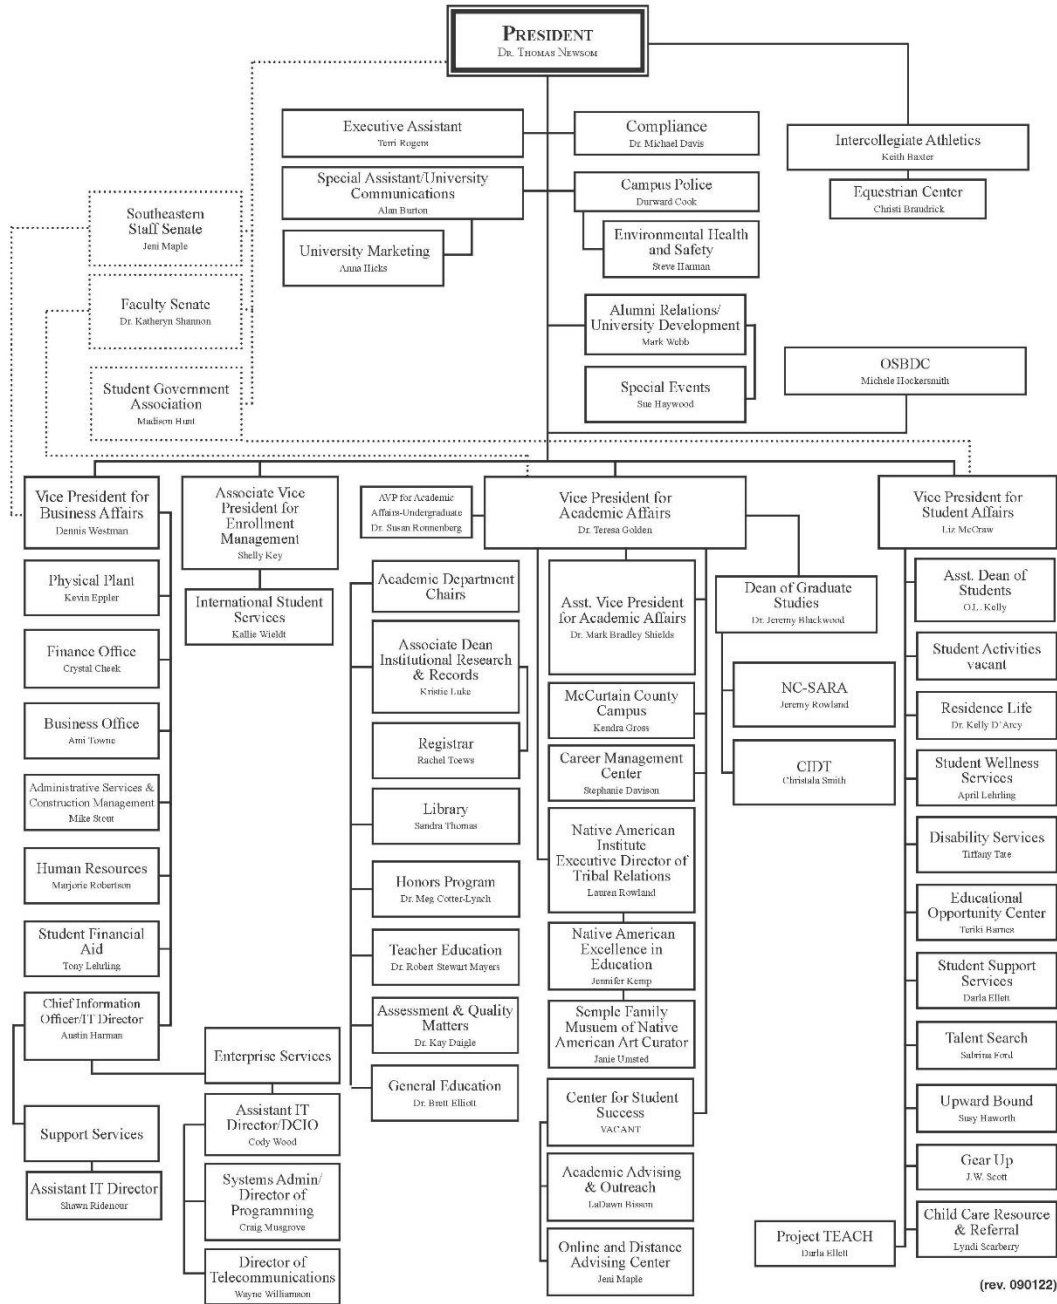 PRESIDENT
DR. THOMAS NEWSOM
Executive Assistant
Terri Rogers
Compliance
Dr. Michael Davis
Intercollegiate Athletics
Keith Baxter
Special Assistant/University
Communications
Alan Burton
Campus Police
Durward Cook
Equestrian Center
Christi Braudrick
Southeastern
Staff Senate
Jeni Maple
University Marketing
Anna Hicks
Environmental Health
and Safety
Steve Harman
Faculty Senate
Dr. Katheryn Shannon
Alumni Relations/
University Development
Mark Webb
OSBDC
Michele Hockersmith
Student Government
Association
Madison Hunt
Special Events
Sue Haywood
Vice President for
Business Affairs
Dennis Westman
Associate Vice
President for
Enrollment
Management
Shelly Key
AVP for Academic
Affairs-Undergraduate
Dr. Susan Ronnenberg
Vice President for
Academic Affairs
Dr. Teresa Golden
Vice President for
Student Affairs
Liz McCraw
Physical Plant
Kevin Eppler
Finance Office
Crystal Cheek
Business Office
Ami Towne
Administrative Services &
Construction Management
Mike Stout
Human Resources
Marjorie Robertson
Student Financial
Aid
Tony Lehrling
Chief Information
Officer/IT Director
Austin Harman
Support Services
Assistant IT Director
Shawn Ridenour
International Student
Services
Kallie Wieldt
Enterprise Services
Assistant IT
Director/DCIO
Cody Wood
Systems Admin/
Director of
Programming
Craig Musgrove
Director of
Telecommunications
Wayne Williamson
Academic Department
Chairs
Associate Dean
Institutional Research
& Records
Kristie Luke
Registrar
Rachel Toews
Library
Sandra Thomas
Honors Program
Dr. Meg Cotter-Lynch
Teacher Education
Dr. Robert Stewart Mayers
Assessment & Quality
Matters
Dr. Kay Daigle
General Education
Dr. Brett Elliott
Asst. Vice President
for Academic Affairs
Dr. Mark Bradley Shields
McCurtain County
Campus
Kendra Gross
Career Management
Center
Stephanie Davison
Native American
Institute
Executive Director of
Tribal Relations
Lauren Rowland
Native American
Excellence in
Education
Jennifer Kemp
Semple Family
Musuem of Native
American Art Curator
Janie Umsted
Center for Student
Success
VACANT
Academic Advising
& Outreach
LaDawn Bisson
Online and Distance
Advising Center
Jeni Maple
Dean of Graduate
Studies
Dr. Jeremy Blackwood
NC-SARA
Jeremy Rowland
CIDT
Christala Smith
Asst. Dean of
Students
O.L. Kelly
Student Activities
vacant
Residence Life
Dr. Kelly D'Arcy
Student Wellness
Services
April Lehrling
Disability Services
Tiffany Tate
Educational
Opportunity Center
Teriki Barnes
Student Support
Services
Darla Ellett
Talent Search
Sabrina Ford
Upward Bound
Susy Haworth
Gear Up
J.W. Scott
Child Care Resource
& Referral
Lyndi Scarberry
Project TEACH
Darla Ellett
(rev. 090122)